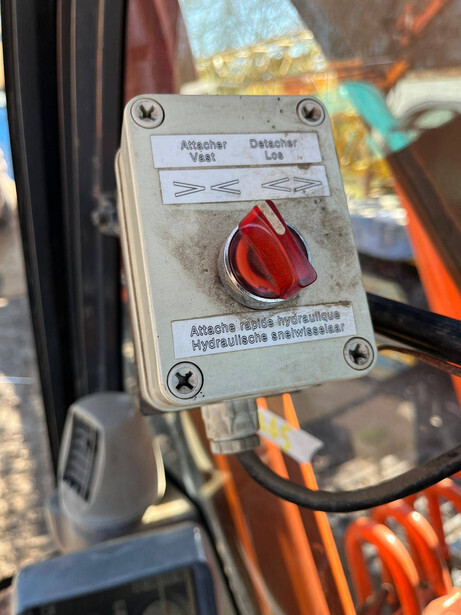 Attacher Detacher
Vast Los
>< <>
Attache rapide hydraulique
Hydraulische snelwisselaar